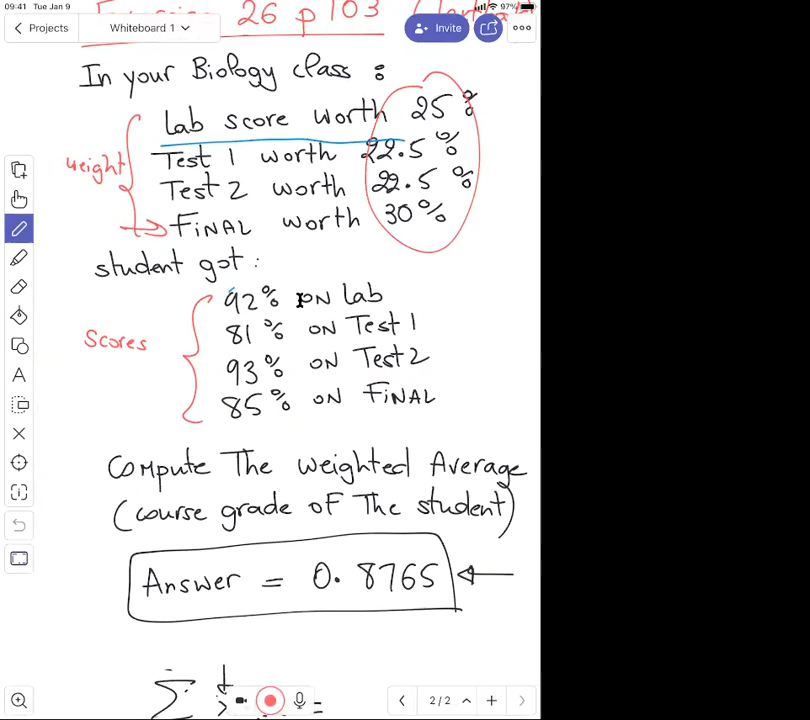 09:41 Tue Jan 9
97%
26 p 103
Projects
Whiteboard 1
Invite
In your Biology class :
Lab score worth 25 %
weight
Test 1 worth 22.5 %
Test 2 worth 22.5 %
FiNAL worth 30%
student got :
92% ON Lab
Scores
81 % ON Test 1
93% ON Test 2
85% ON FiNAL
Compute The weighted Average
(course grade of The student)
Answer = 0.8765
Σ
=
2/2